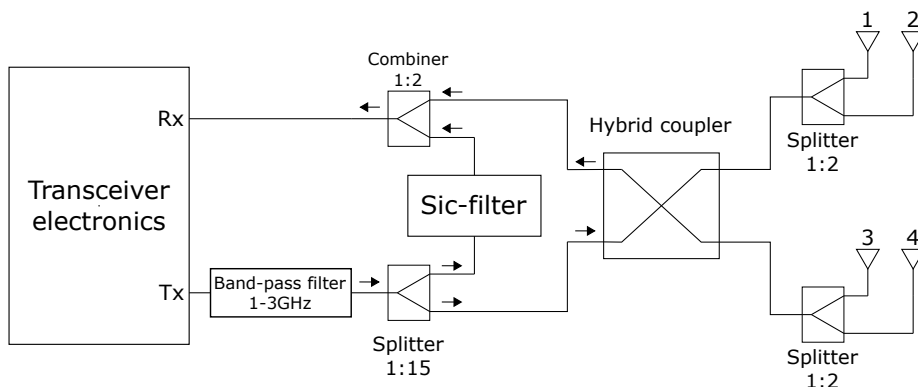 1
2
Combiner
1:2
Rx
Hybrid coupler
Splitter
1:2
Transceiver
electronics
Sic-filter
3
4
Tx
Band-pass filter
1-3GHz
Splitter
1:15
Splitter
1:2